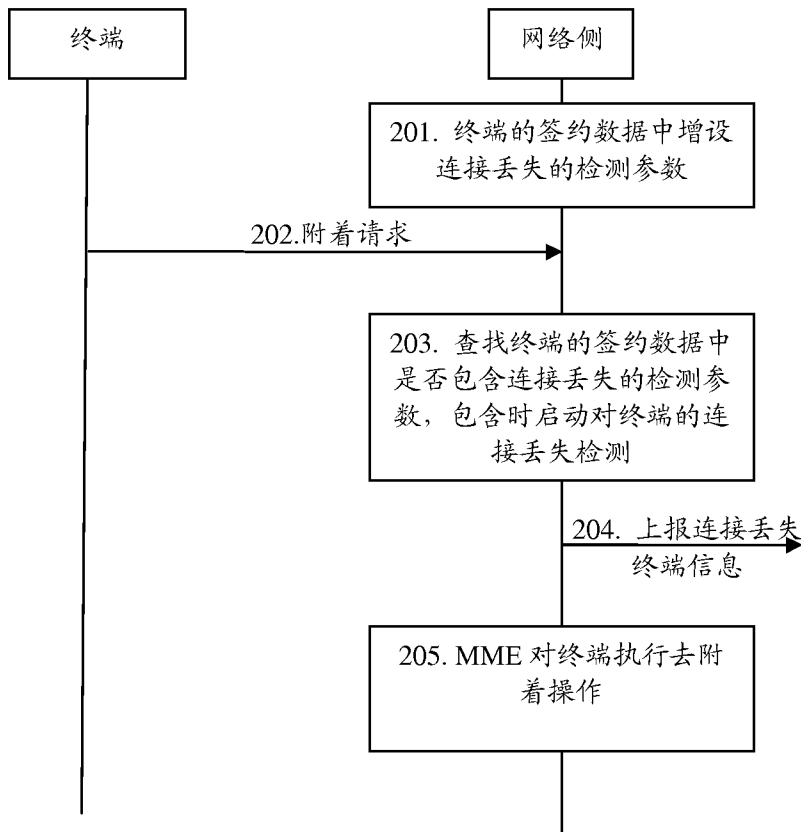 终端
网络侧
201. 终端的签约数据中增设
连接丢失的检测参数
202.附着请求
203. 查找终端的签约数据中
是否包含连接丢失的检测参
数，包含时启动对终端的连
接丢失检测
204. 上报连接丢失
终端信息
205. MME 对终端执行去附
着操作